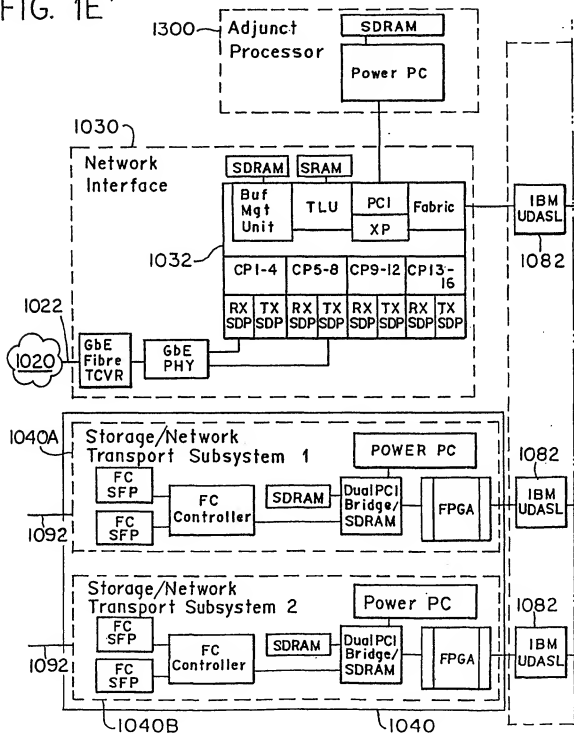 FIG. 1E
1300
Adjunct
Processor
SDRAM
Power PC
1030
Network
Interface
SDRAM
SRAM
Buf
Mgt
Unit
TLU
PCI
XP
Fabric
1032
CP1-4
CP5-8
CP9-12
CP13-
16
RX
SDP
TX
SDP
RX
SDP
TX
SDP
RX
SDP
TX
SDP
RX
SDP
TX
SDP
IBM
UDASL
1082
1022
1020
GbE
Fibre
TCVR
GbE
PHY
1040A
Storage/Network
Transport Subsystem 1
POWER PC
FC
SFP
FC
SFP
FC
Controller
SDRAM
Dual PCI
Bridge/
SDRAM
FPGA
1082
IBM
UDASL
1092
Storage/Network
Transport Subsystem 2
Power PC
FC
SFP
FC
SFP
FC
Controller
SDRAM
Dual PCI
Bridge/
SDRAM
FPGA
1082
IBM
UDASL
1092
1040B
1040